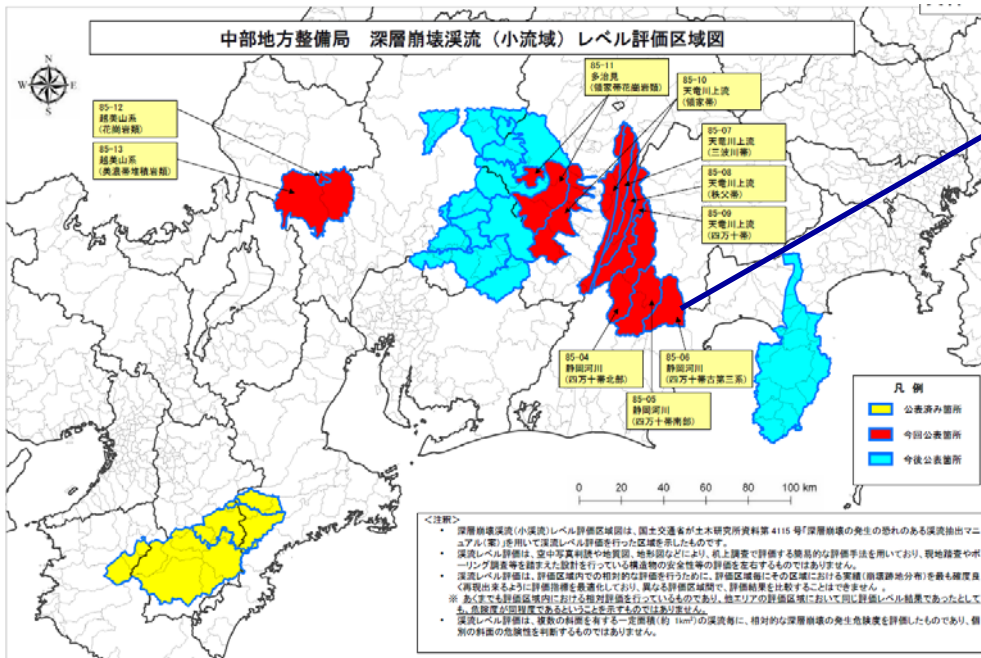 中部地方整備局　深層崩壊渓流（小流域）レベル評価区域図
N
W
E
S
85-12
越美山系
(花崗岩類)
85-13
越美山系
(美濃帯堆積岩類)
85-11
多治見
(領家帯花崗岩類)
85-10
天竜川上流
(領家帯)
85-07
天竜川上流
(三波川帯)
85-08
天竜川上流
(秩父帯)
85-09
天竜川上流
(四万十帯)
85-04
静岡河川
(四万十帯北部)
85-06
静岡河川
(四万十帯古第三系)
85-05
静岡河川
(四万十帯南部)
凡 例
公表済み箇所
今回公表箇所
今後公表箇所
0 20 40 60 80 100 km
＜注釈＞
・ 深層崩壊渓流(小渓流)レベル評価区域図は、国土交通省が土木研究所資料第 4115 号「深層崩壊の発生の恐れのある渓流抽出マニ
ュアル(案)」を用いて渓流レベル評価を行った区域を示したものです。
・ 渓流レベル評価は、空中写真判読や地質図、地形図などにより、机上調査で評価する簡易的な評価手法を用いており、現地踏査やボ
ーリング調査等を踏まえた設計を行っている構造物の安全性等の評価を左右するものではありません。
・ 渓流レベル評価は、評価区域内での相対的な評価を行うために、評価区域毎にその区域における実績(崩壊跡地分布)を最も確度良
く再現出来るように評価指標を最適化しており、異なる評価区域間で、評価結果を比較することはできません 。
※ あくまでも評価区域内における相対評価を行っているものであり、他エリアの評価区域において同じ評価レベル結果であったとして
も、危険度が同程度であるということを示すものではありません。
・ 渓流レベル評価は、複数の斜面を有する一定面積(約 1km²)の渓流毎に、相対的な深層崩壊の発生危険度を評価したものであり、個
別の斜面の危険性を判断するものではありません。